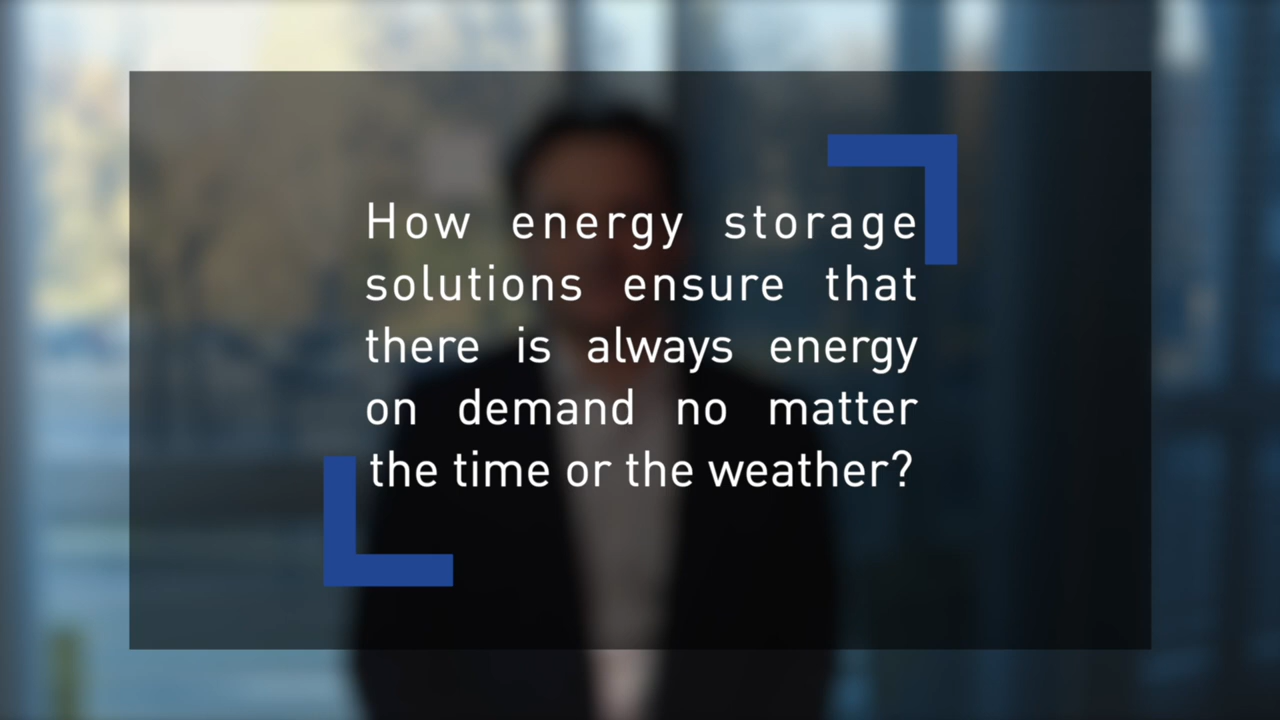 How energy storage
solutions ensure that
there is always energy
on demand no matter
the time or the weather?